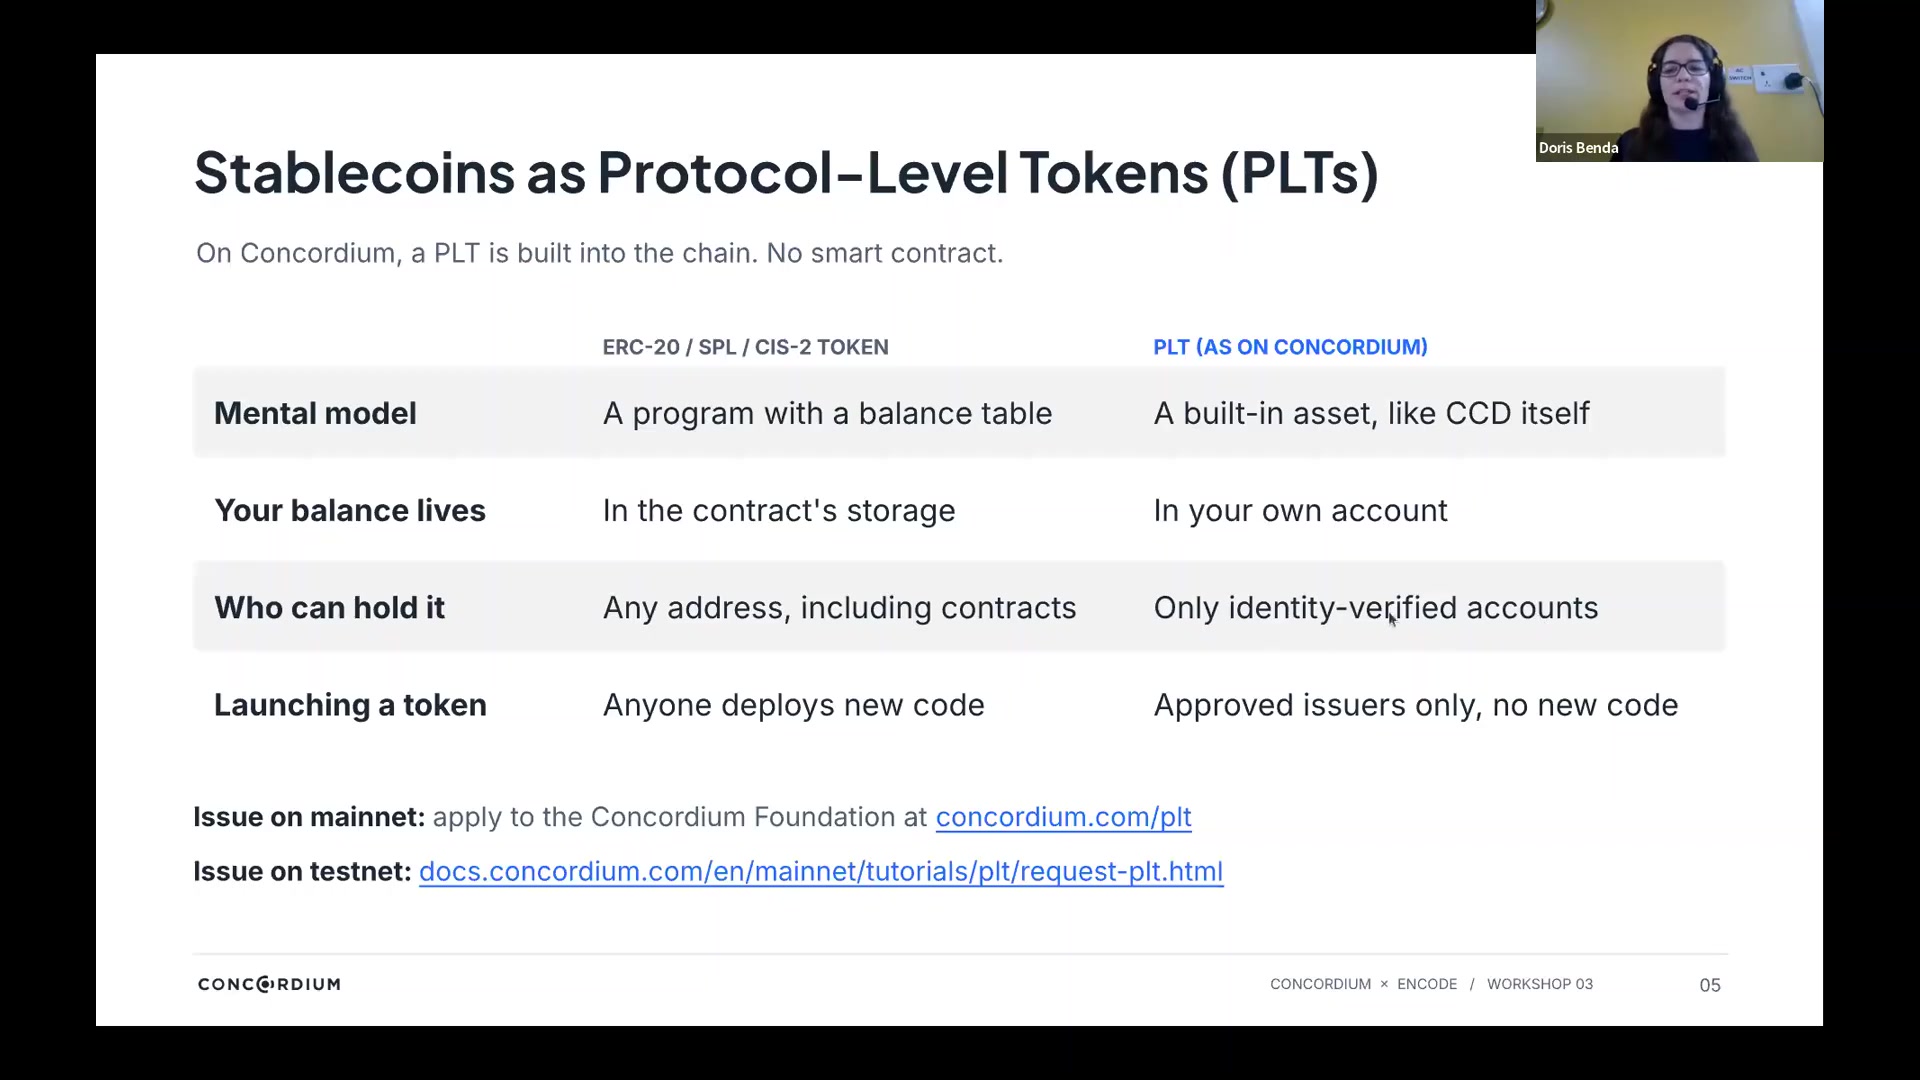 Doris Benda
Stablecoins as Protocol-Level Tokens (PLTs)
On Concordium, a PLT is built into the chain. No smart contract.
ERC-20 / SPL / CIS-2 TOKEN PLT (AS ON CONCORDIUM)
Mental model A program with a balance table A built-in asset, like CCD itself
Your balance lives In the contract's storage In your own account
Who can hold it Any address, including contracts Only identity-verified accounts
Launching a token Anyone deploys new code Approved issuers only, no new code
Issue on mainnet: apply to the Concordium Foundation at concordium.com/plt
Issue on testnet: docs.concordium.com/en/mainnet/tutorials/plt/request-plt.html
CONCORDIUM CONCORDIUM × ENCODE / WORKSHOP 03 05